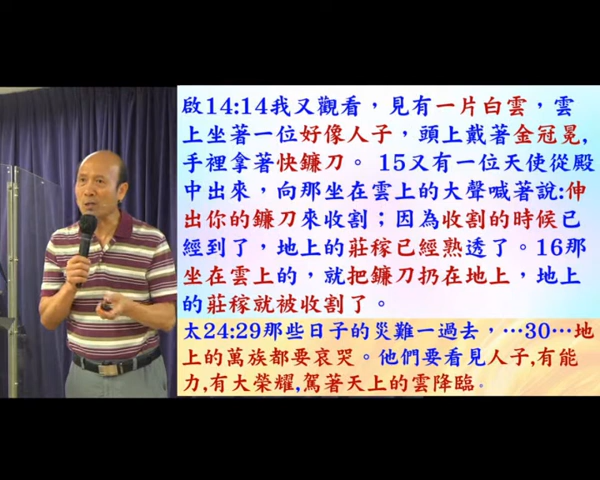 啟14:14我又觀看，見有一片白雲，雲
上坐著一位好像人子，頭上戴著金冠冕,
手裡拿著快鐮刀。 15又有一位天使從殿
中出來，向那坐在雲上的大聲喊著說:伸
出你的鐮刀來收割；因為收割的時候已
經到了，地上的莊稼已經熟透了。16那
坐在雲上的，就把鐮刀扔在地上，地上
的莊稼就被收割了。
太24:29那些日子的災難一過去，…30…地
上的萬族都要哀哭。他們要看見人子,有能
力,有大榮耀,駕著天上的雲降臨。